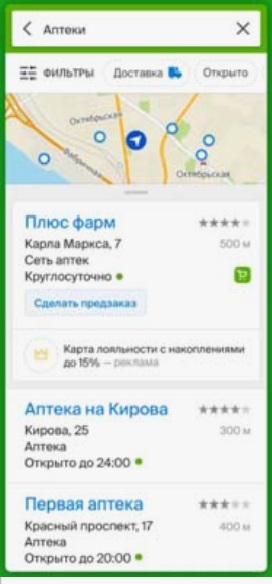 Аптеки
ФИЛЬТРЫ
Доставка
Открыто
Октябрьская
Фабричная
Октябрьская
Плюс фарм
Карла Маркса, 7
500 м
Сеть аптек
Круглосуточно
Сделать предзаказ
Карта лояльности с накоплениями
до 15% – реклама
Аптека на Кирова
Кирова, 25
300 м
Аптека
Открыто до 24:00
Первая аптека
Красный проспект, 17
400 м
Аптека
Открыто до 20:00